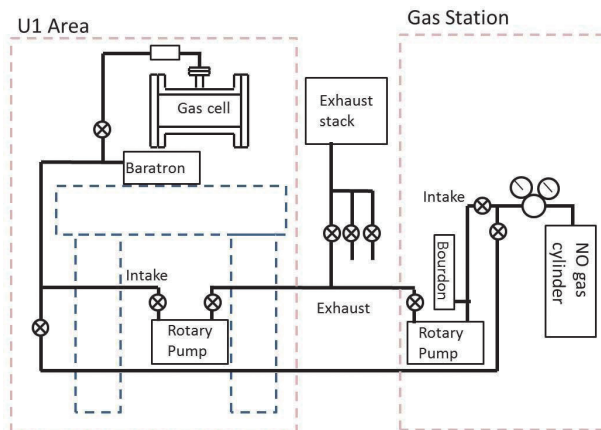 U1 Area
Gas Station
Gas cell
Exhaust
stack
Baratron
Intake
Bourdon
NO gas
cylinder
Intake
Exhaust
Rotary
Pump
Rotary
Pump